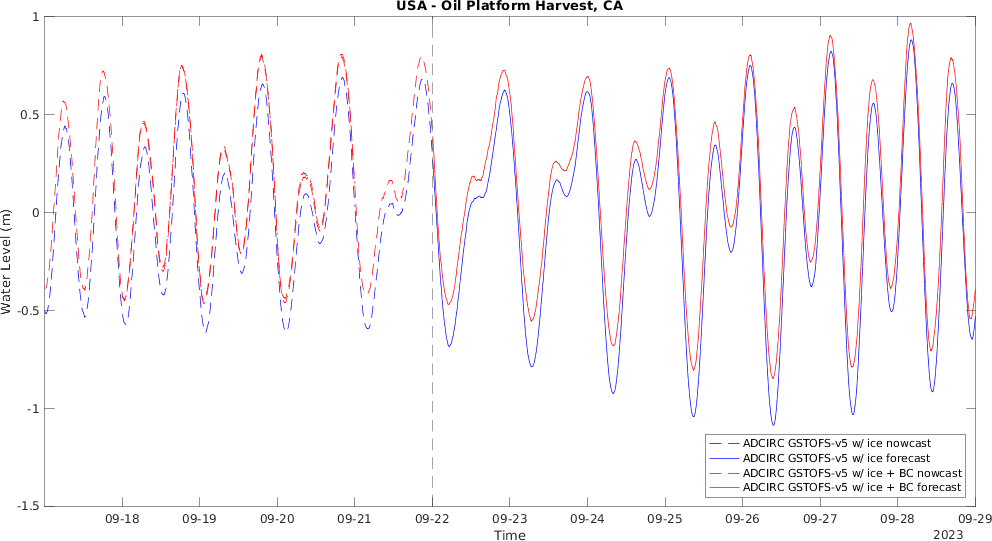 USA - Oil Platform Harvest, CA
Water Level (m)
1
0.5
0
-0.5
-1
-1.5
09-18 09-19 09-20 09-21 09-22 09-23 09-24 09-25 09-26 09-27 09-28 09-29
Time
2023
ADCIRC GSTOFS-v5 w/ ice nowcast
ADCIRC GSTOFS-v5 w/ ice forecast
ADCIRC GSTOFS-v5 w/ ice + BC nowcast
ADCIRC GSTOFS-v5 w/ ice + BC forecast